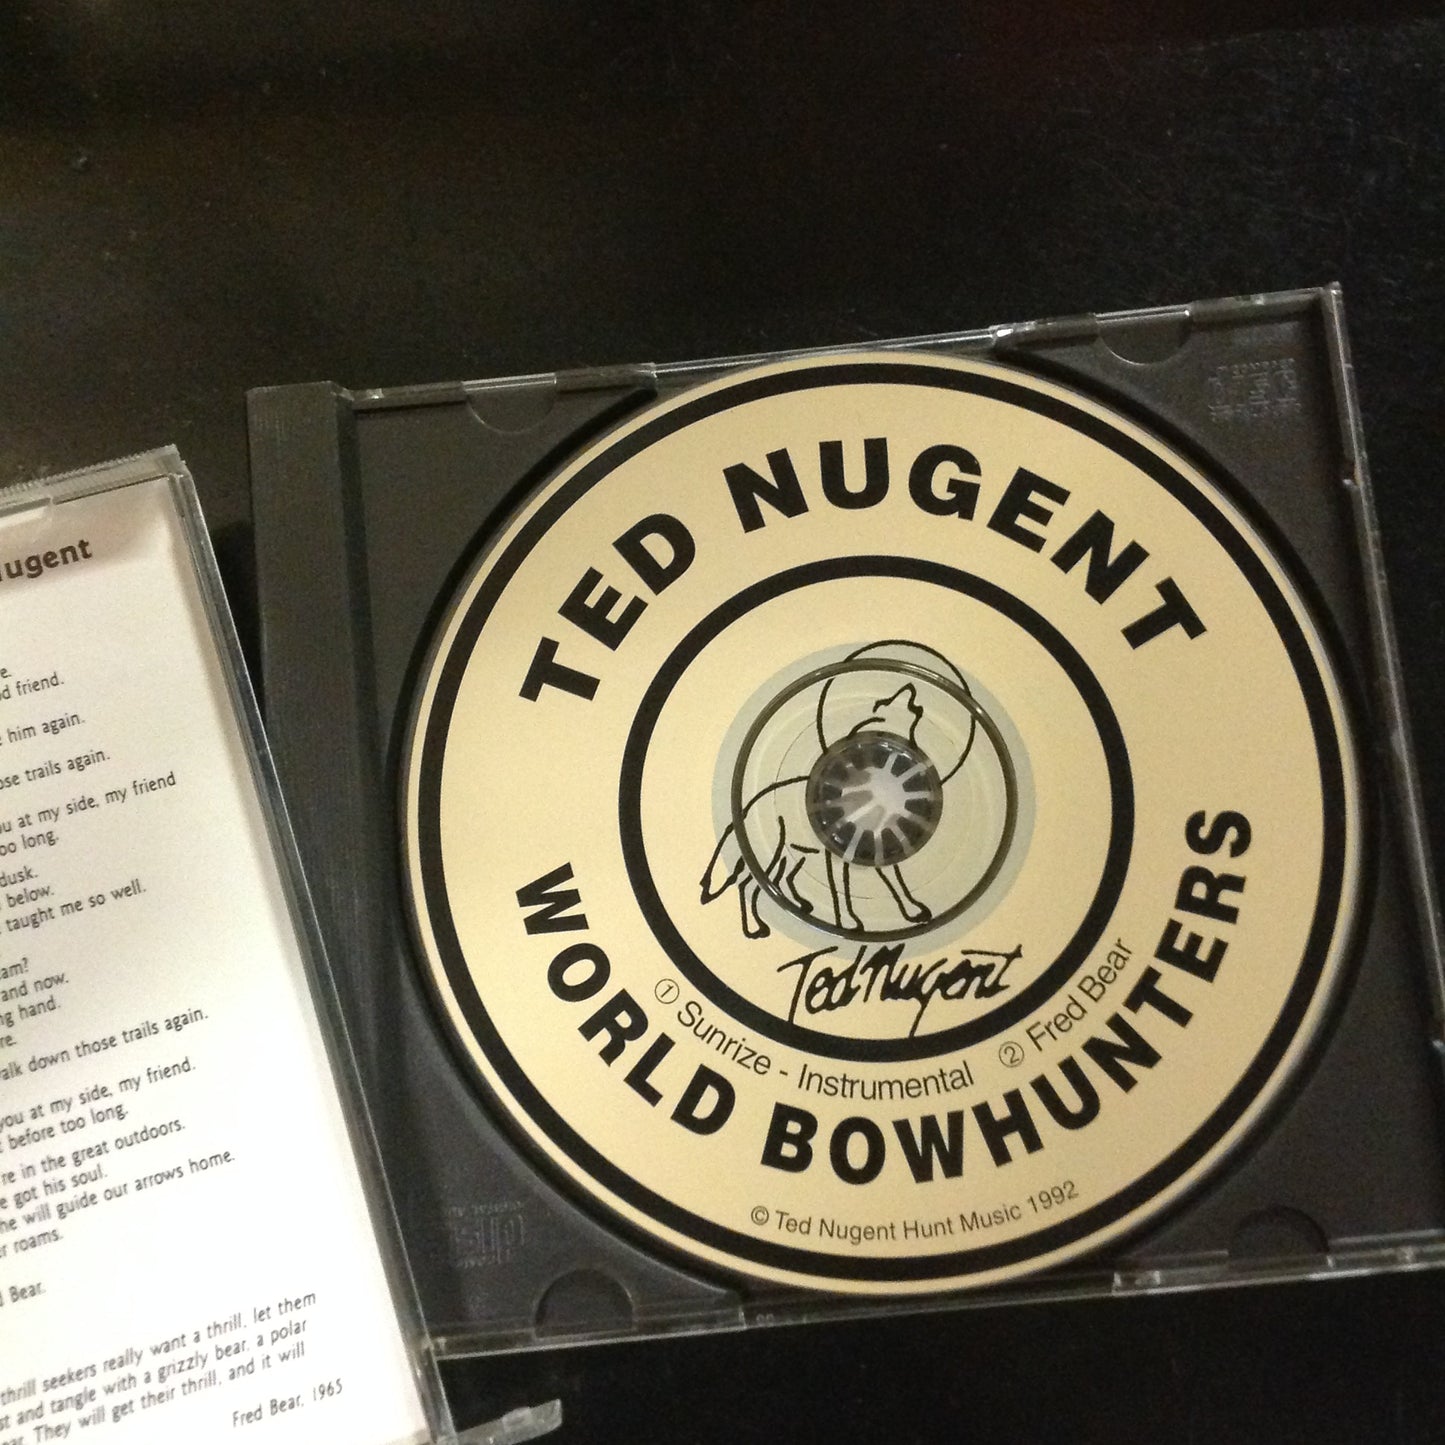 Nugent
e.
d friend.
him again.
ose trails again.
u at my side, my friend
oo long.
dusk.
below.
taught me so well.
am?
and now.
ng hand.
re.
alk down those trails again.
you at my side, my friend.
before too long.
re in the great outdoors.
e got his soul.
he will guide our arrows home.
er roams.
Bear.
thrill seekers really want a thrill, let them
st and tangle with a grizzly bear, a polar
ar. They will get their thrill, and it will
Fred Bear, 1965
TED NUGENT
Ted Nugent
① Sunrize - Instrumental ② Fred Bear
WORLD BOWHUNTERS
© Ted Nugent Hunt Music 1992